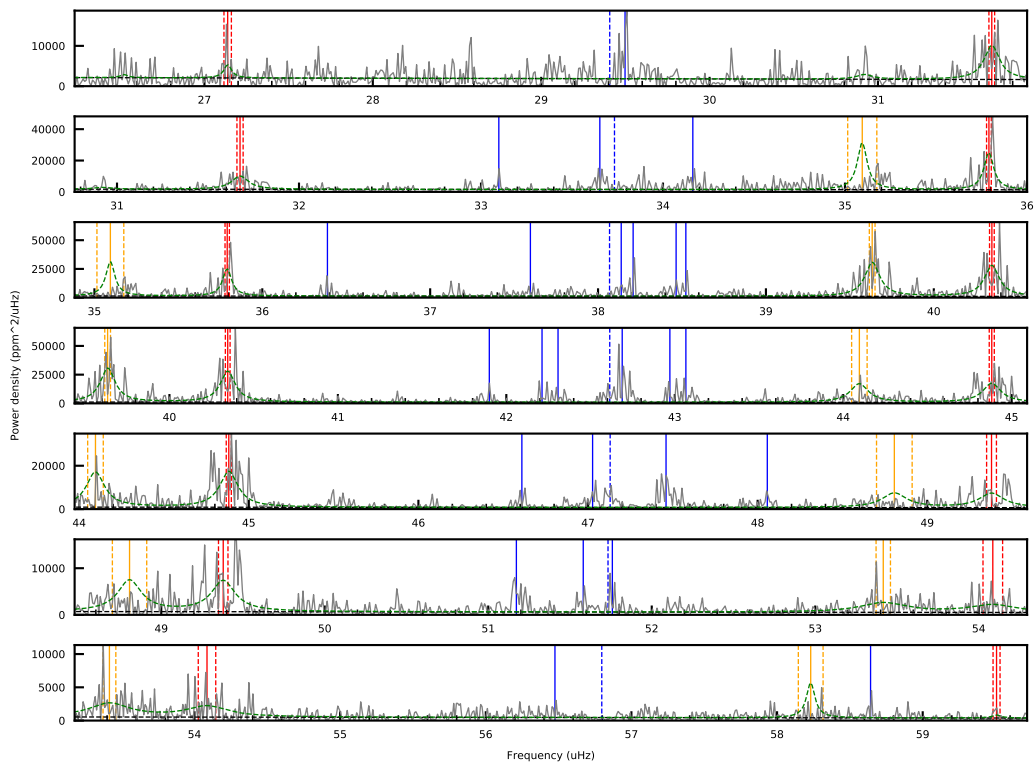 10000
0
27 28 29 30 31
40000
20000
0
31 32 33 34 35 36
50000
25000
0
35 36 37 38 39 40
Power density (ppm^2/uHz)
50000
25000
0
40 41 42 43 44 45
20000
0
44 45 46 47 48 49
10000
0
49 50 51 52 53 54
10000
5000
0
54 55 56 57 58 59
Frequency (uHz)